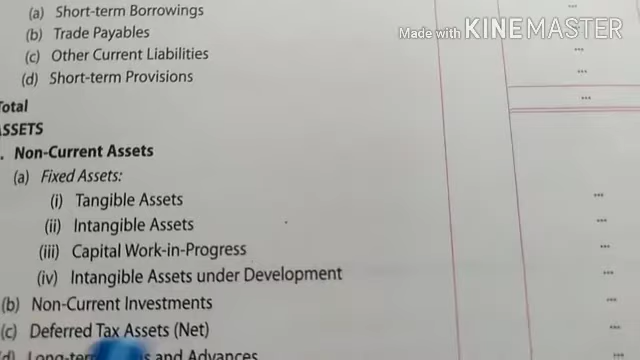 (a) Short-term Borrowings ...
Made with KINEMASTER
(b) Trade Payables
(c) Other Current Liabilities ...
(d) Short-term Provisions ...
Total ...
ASSETS
. Non-Current Assets
(a) Fixed Assets:
(i) Tangible Assets ...
(ii) Intangible Assets ...
(iii) Capital Work-in-Progress ...
(iv) Intangible Assets under Development ...
(b) Non-Current Investments ...
(c) Deferred Tax Assets (Net) ...
(d) and Advances ...